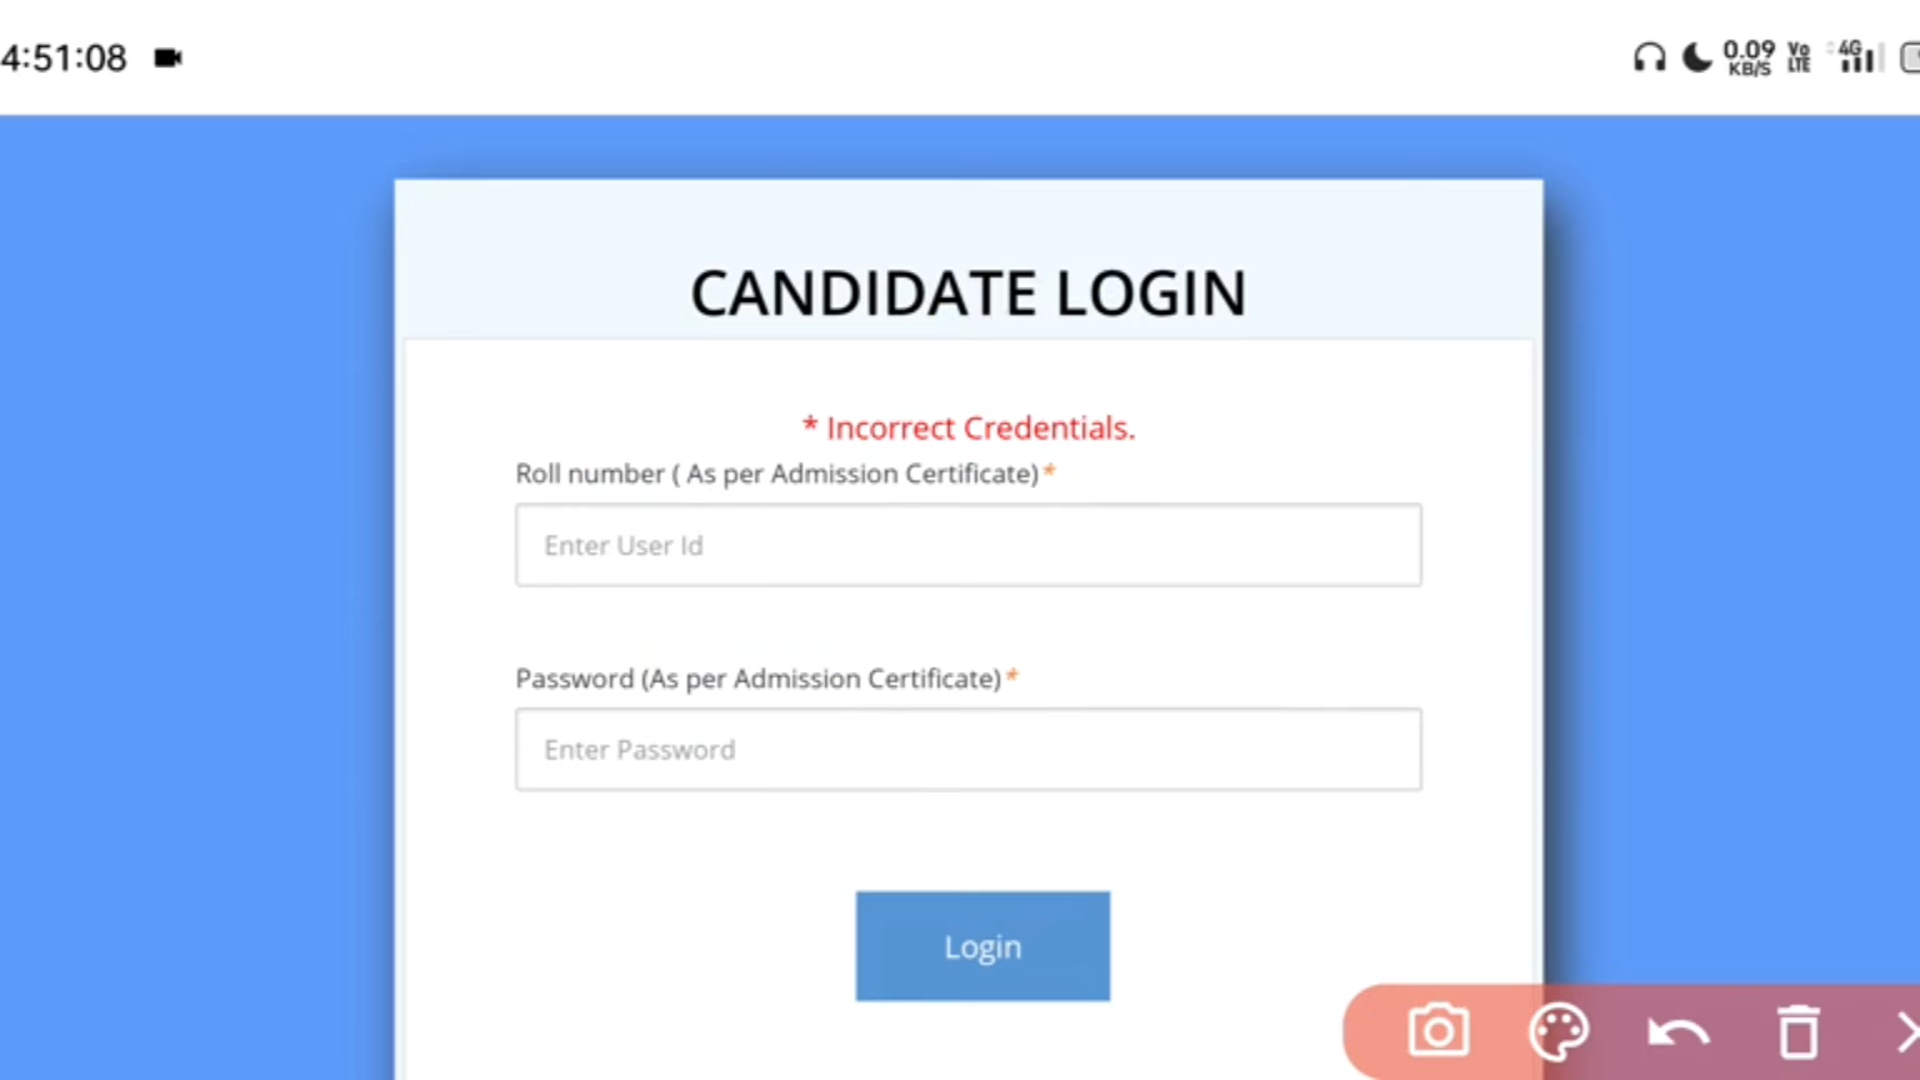 4:51:08
0.09 KB/S Vo LTE 4G
CANDIDATE LOGIN
* Incorrect Credentials.
Roll number ( As per Admission Certificate)*
Enter User Id
Password (As per Admission Certificate)*
Enter Password
Login